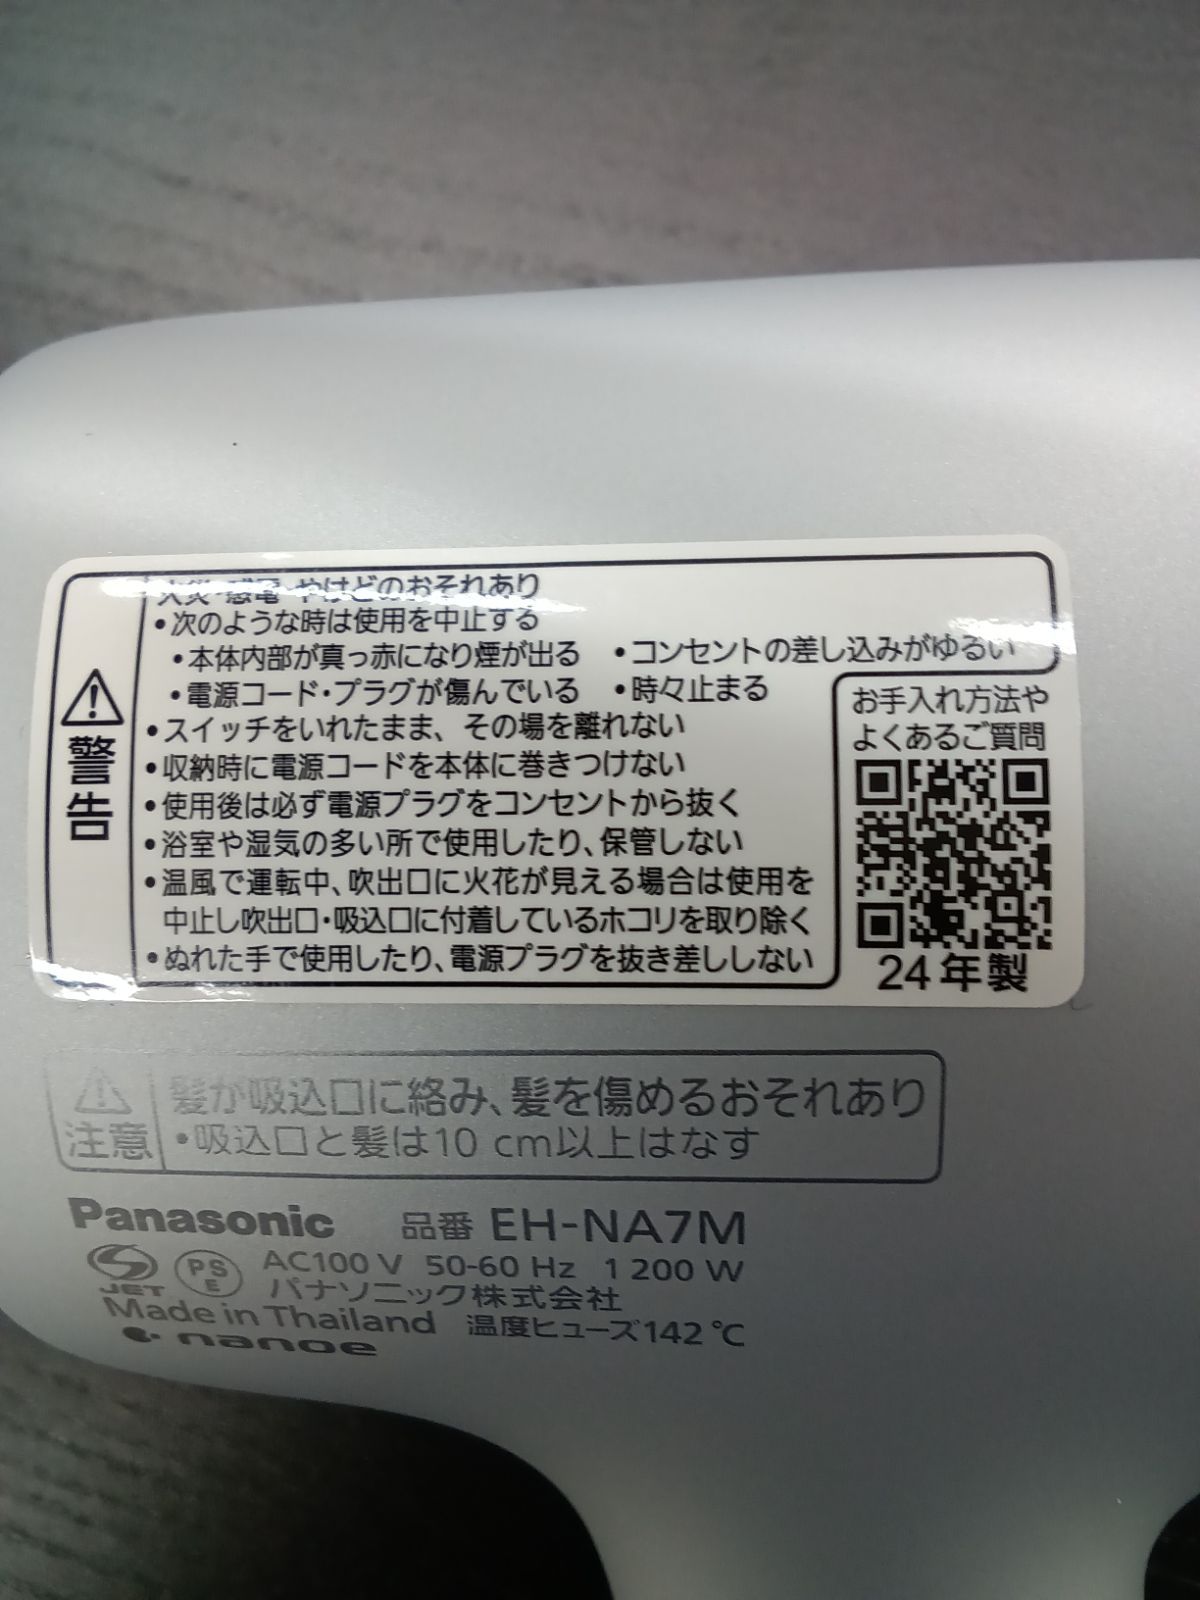 火災・感電・やけどのおそれあり
•次のような時は使用を中止する
•本体内部が真っ赤になり煙が出る •コンセントの差し込みがゆるい
•電源コード・プラグが傷んでいる •時々止まる
警告
•スイッチをいれたまま、その場を離れない
•収納時に電源コードを本体に巻きつけない
•使用後は必ず電源プラグをコンセントから抜く
•浴室や湿気の多い所で使用したり、保管しない
•温風で運転中、吹出口に火花が見える場合は使用を
中止し吹出口・吸込口に付着しているホコリを取り除く
•ぬれた手で使用したり、電源プラグを抜き差ししない
お手入れ方法や
よくあるご質問
24年製
注意
髪が吸込口に絡み、髪を傷めるおそれあり
•吸込口と髪は10 cm以上はなす
Panasonic 品番 EH-NA7M
JET PS E AC100 V 50-60 Hz 1 200 W
パナソニック株式会社
Made in Thailand 温度ヒューズ142 ℃
nanoe